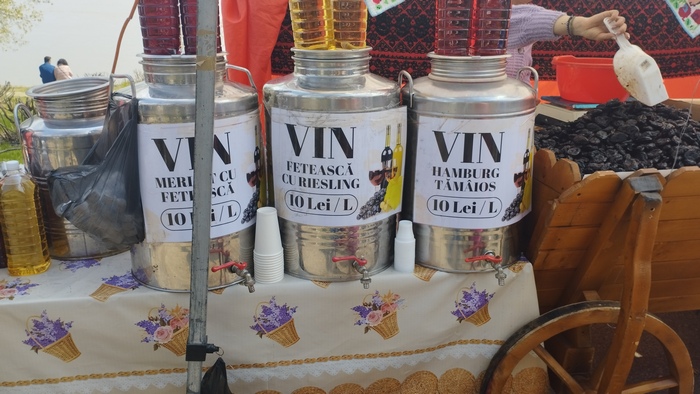 VIN
MERLOT CU
FETEASCĂ
10 Lei / L
VIN
FETEASCĂ
CU RIESLING
10 Lei / L
VIN
HAMBURG
TĂMÂIOS
10 Lei / L